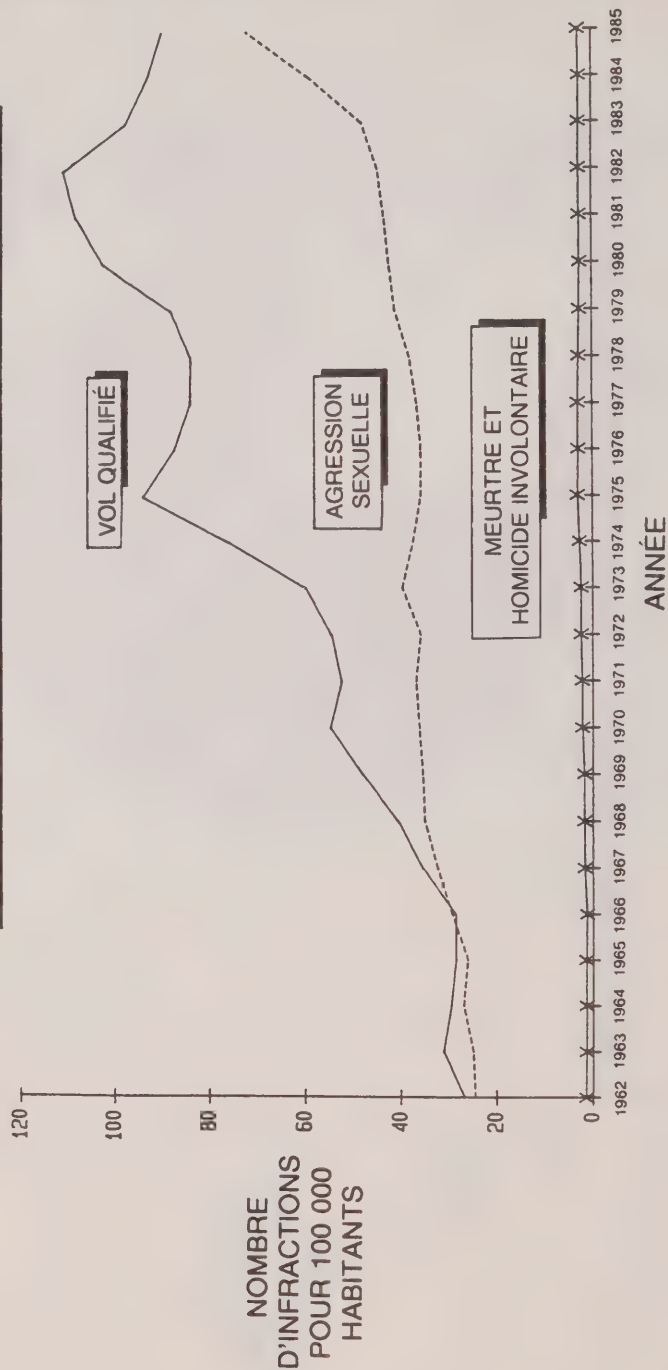 NOMBRE
D'INFRACTIONS
POUR 100 000
HABITANTS
120
100
80
60
40
20
0
VOL QUALIFIÉ
AGRESSION
SEXUELLE
MEURTRE ET
HOMICIDE INVOLONTAIRE
1962 1963 1964 1965 1966 1967 1968 1969 1970 1971 1972 1973 1974 1975 1976 1977 1978 1979 1980 1981 1982 1983 1984 1985
ANNÉE